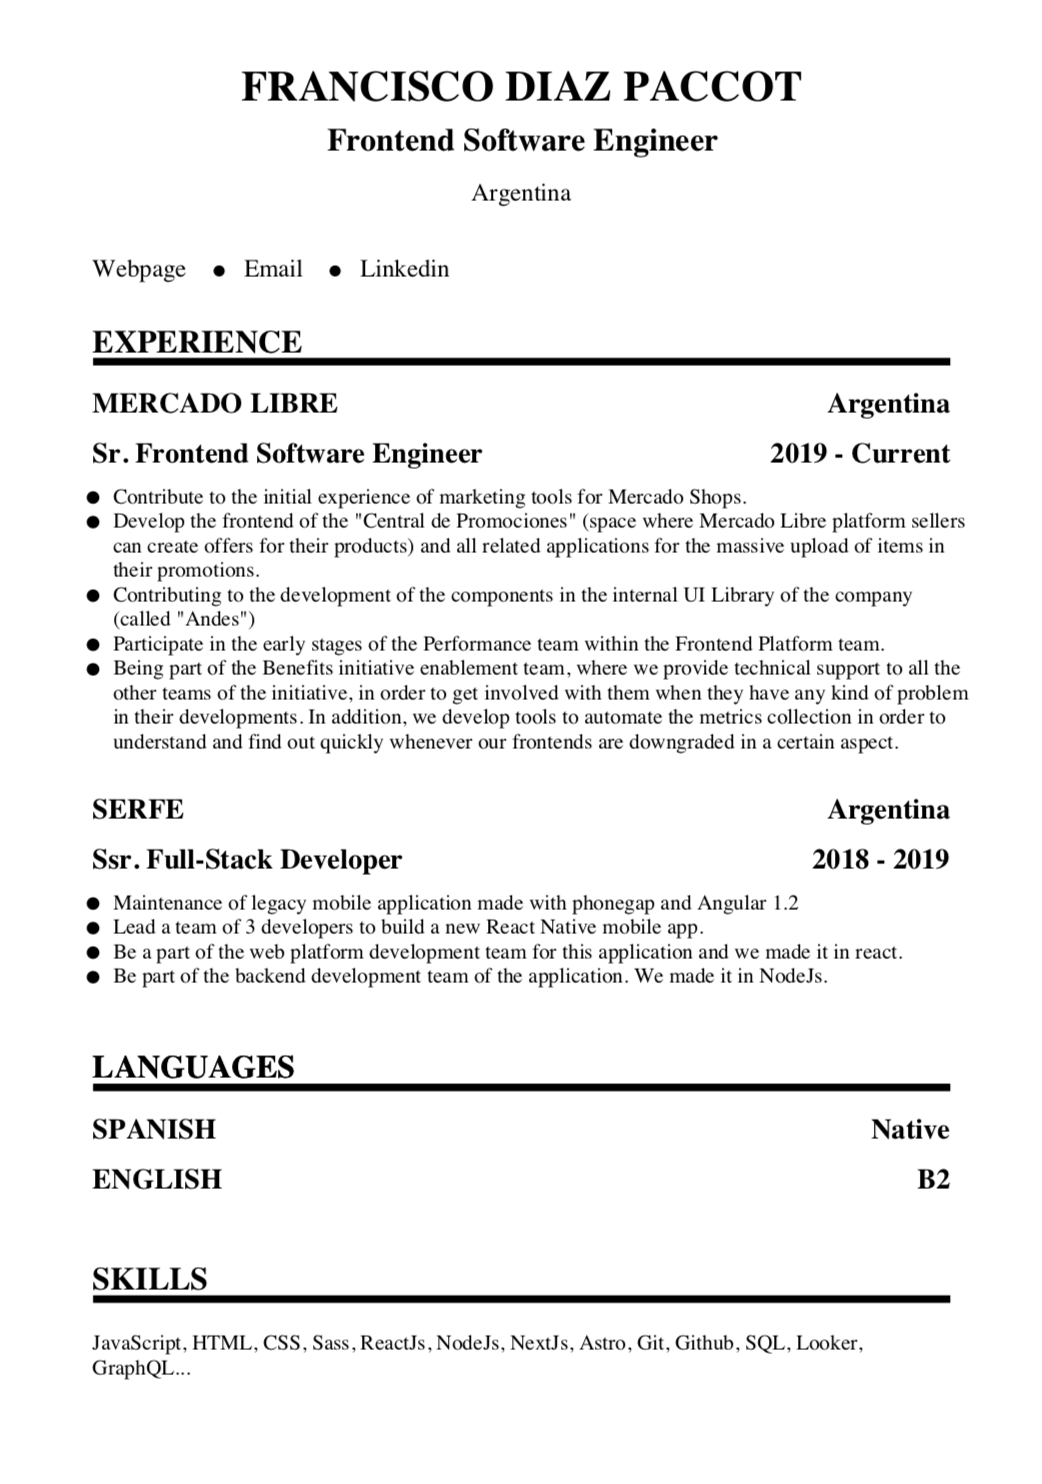 FRANCISCO DIAZ PACCOT
Frontend Software Engineer
Argentina
Webpage ● Email ● Linkedin
EXPERIENCE
MERCADO LIBRE Argentina
Sr. Frontend Software Engineer 2019 - Current
● Contribute to the initial experience of marketing tools for Mercado Shops.
● Develop the frontend of the "Central de Promociones" (space where Mercado Libre platform sellers
can create offers for their products) and all related applications for the massive upload of items in
their promotions.
● Contributing to the development of the components in the internal UI Library of the company
(called "Andes")
● Participate in the early stages of the Performance team within the Frontend Platform team.
● Being part of the Benefits initiative enablement team, where we provide technical support to all the
other teams of the initiative, in order to get involved with them when they have any kind of problem
in their developments. In addition, we develop tools to automate the metrics collection in order to
understand and find out quickly whenever our frontends are downgraded in a certain aspect.
SERFE Argentina
Ssr. Full-Stack Developer 2018 - 2019
● Maintenance of legacy mobile application made with phonegap and Angular 1.2
● Lead a team of 3 developers to build a new React Native mobile app.
● Be a part of the web platform development team for this application and we made it in react.
● Be part of the backend development team of the application. We made it in NodeJs.
LANGUAGES
SPANISH Native
ENGLISH B2
SKILLS
JavaScript, HTML, CSS, Sass, ReactJs, NodeJs, NextJs, Astro, Git, Github, SQL, Looker,
GraphQL...